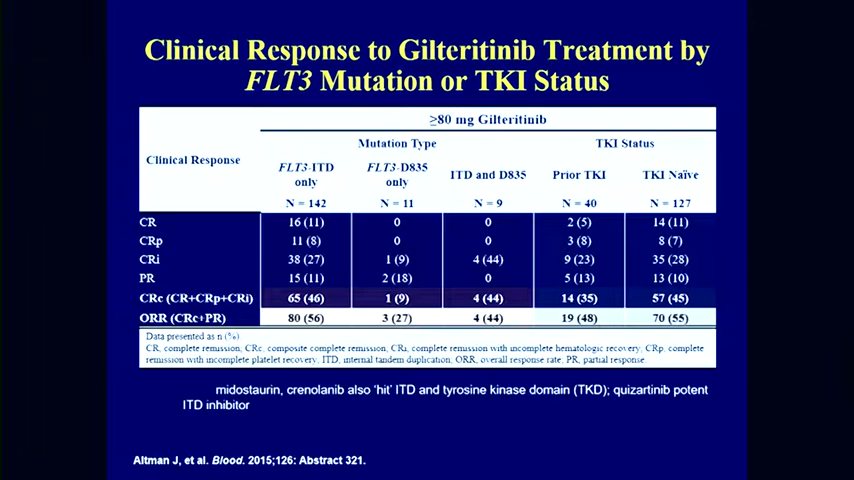 Clinical Response to Gilteritinib Treatment by
FLT3 Mutation or TKI Status
≥80 mg Gilteritinib
Clinical Response
Mutation Type
TKI Status
FLT3-ITD only
FLT3-D835 only
ITD and D835
Prior TKI
TKI Naïve
N = 142
N = 11
N = 9
N = 40
N = 127
CR 16 (11) 0 0 2 (5) 14 (11)
CRp 11 (8) 0 0 3 (8) 8 (7)
CRi 38 (27) 1 (9) 4 (44) 9 (23) 35 (28)
PR 15 (11) 2 (18) 0 5 (13) 13 (10)
CRc (CR+CRp+CRi) 65 (46) 1 (9) 4 (44) 14 (35) 57 (45)
ORR (CRc+PR) 80 (56) 3 (27) 4 (44) 19 (48) 70 (55)
Data presented as n (%).
CR, complete remission, CRc, composite complete remission, CRi, complete remission with incomplete hematologic recovery; CRp, complete
remission with incomplete platelet recovery; ITD, internal tandem duplication; ORR, overall response rate; PR, partial response
midostaurin, crenolanib also 'hit' ITD and tyrosine kinase domain (TKD); quizartinib potent
ITD inhibitor
Altman J, et al. Blood. 2015;126: Abstract 321.